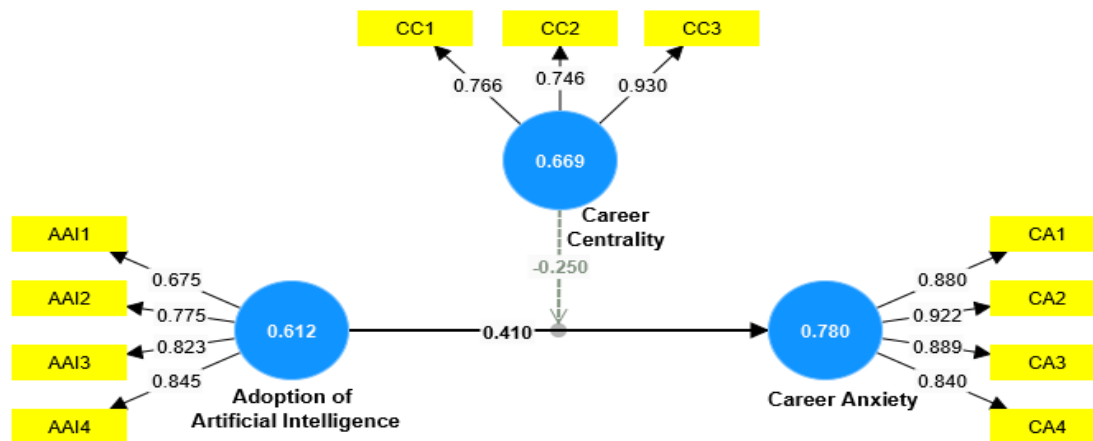 CC1 CC2 CC3
0.766 0.746 0.930
0.669
Career
Centrality
-0.250
AAI1
AAI2
AAI3
AAI4
0.675
0.775
0.823
0.845
0.612
Adoption of
Artificial Intelligence
0.410
0.780
Career Anxiety
0.880
0.922
0.889
0.840
CA1
CA2
CA3
CA4